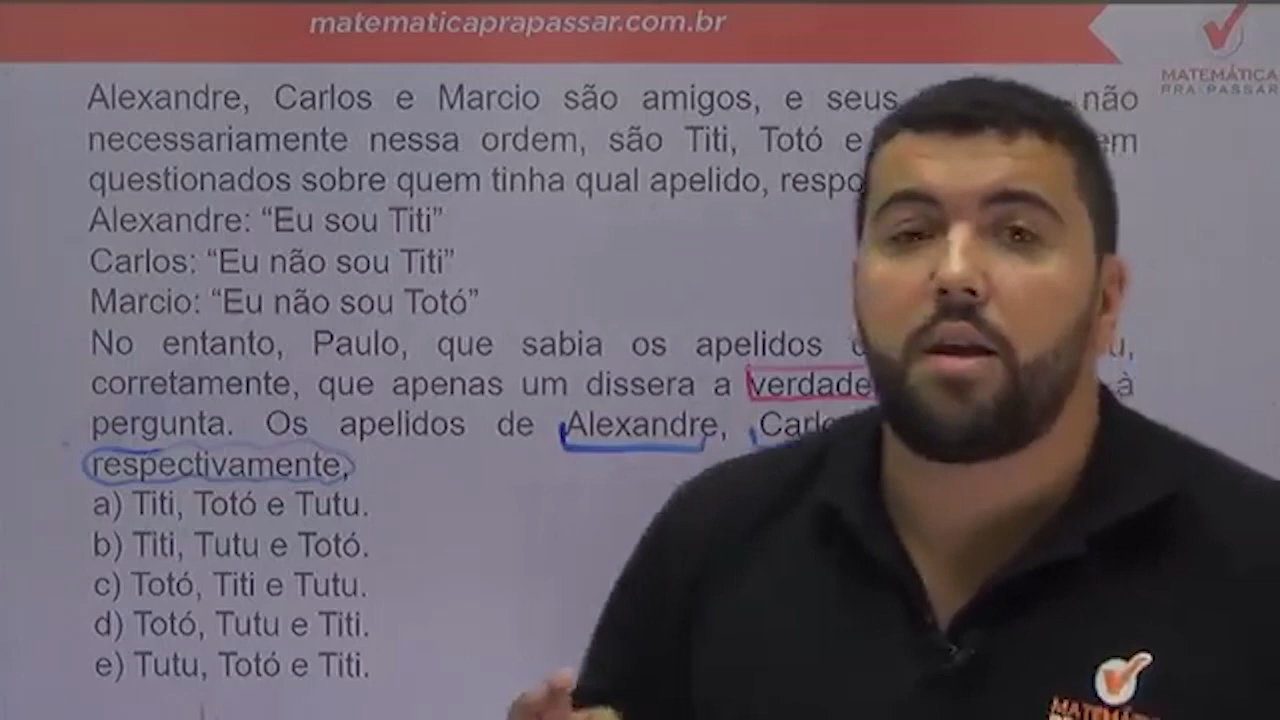 matematicaprapassar.com.br
MATEMÁTICA
PRA PASSAR
Alexandre, Carlos e Marcio são amigos, e seus não
necessariamente nessa ordem, são Titi, Totó e
questionados sobre quem tinha qual apelido,
Alexandre: “Eu sou Titi”
Carlos: “Eu não sou Titi”
Marcio: “Eu não sou Totó”
No entanto, Paulo, que sabia os apelidos
corretamente, que apenas um dissera a verdade à
pergunta. Os apelidos de Alexandre,
respectivamente,
a) Titi, Totó e Tutu.
b) Titi, Tutu e Totó.
c) Totó, Titi e Tutu.
d) Totó, Tutu e Titi.
e) Tutu, Totó e Titi.